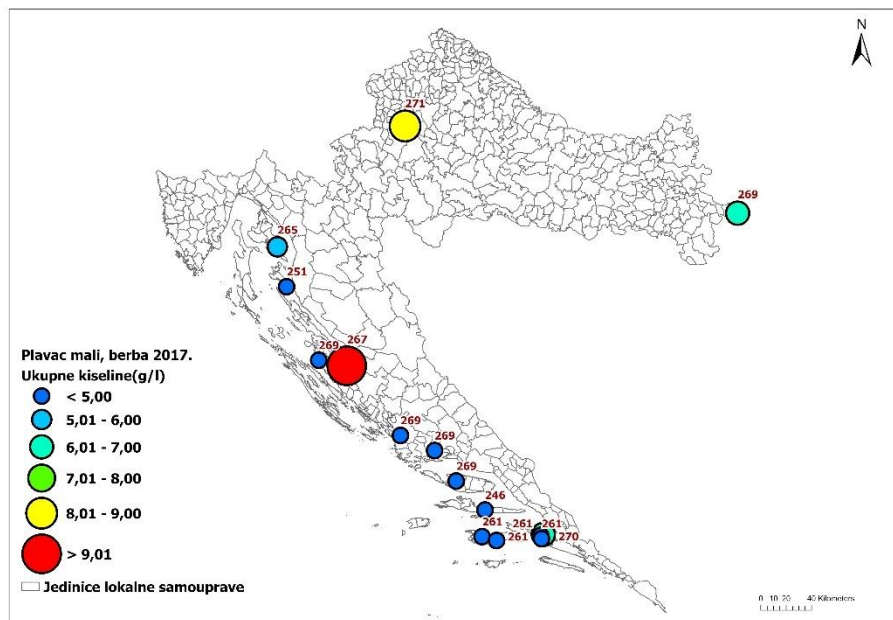 N
271
269
265
251
269
267
269
269
269
246
261
261
261
261
270
Plavac mali, berba 2017.
Ukupne kiseline(g/l)
< 5,00
5,01 - 6,00
6,01 - 7,00
7,01 - 8,00
8,01 - 9,00
> 9,01
Jedinice lokalne samouprave
0 10 20 40 Kilometers